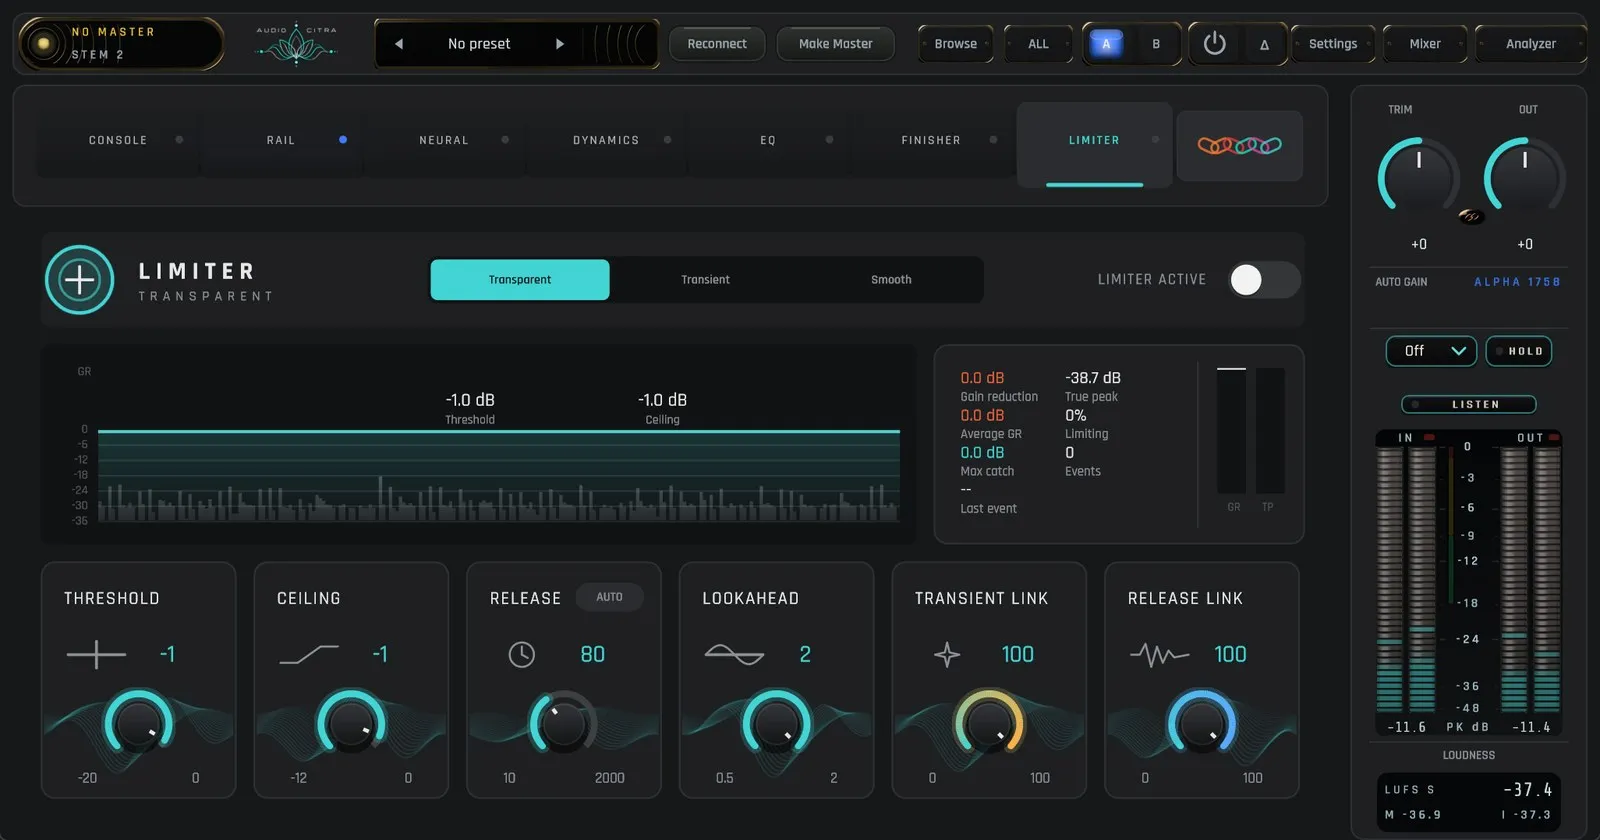 NO MASTER
STEM 2
AUDIO CITRA
No preset
Reconnect
Make Master
Browse
ALL
A
B
Δ
Settings
Mixer
Analyzer
CONSOLE
RAIL
NEURAL
DYNAMICS
EQ
FINISHER
LIMITER
TRIM
OUT
+0
+0
AUTO GAIN
ALPHA 175B
Off
HOLD
LISTEN
LIMITER
TRANSPARENT
Transparent
Transient
Smooth
LIMITER ACTIVE
GR
-1.0 dB
Threshold
-1.0 dB
Ceiling
0
-6
-12
-18
-24
-30
-36
0.0 dB
Gain reduction
-38.7 dB
True peak
0.0 dB
Average GR
0%
Limiting
0.0 dB
Max catch
0
Events
--
Last event
GR
TP
THRESHOLD
-1
-20
0
CEILING
-1
-12
0
RELEASE
AUTO
80
10
2000
LOOKAHEAD
2
0.5
2
TRANSIENT LINK
100
0
100
RELEASE LINK
100
0
100
IN
OUT
0
-3
-6
-9
-12
-18
-24
-36
-48
-11.6
PK dB
-11.4
LOUDNESS
LUFS S
-37.4
M -36.9
I -37.3